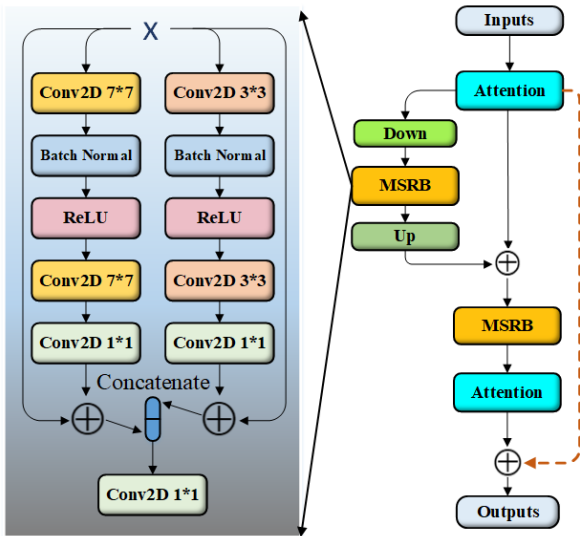 X
Conv2D 7*7
Conv2D 3*3
Batch Normal
Batch Normal
ReLU
ReLU
Conv2D 7*7
Conv2D 3*3
Conv2D 1*1
Conv2D 1*1
Concatenate
Conv2D 1*1
Inputs
Attention
Down
MSRB
Up
MSRB
Attention
Outputs